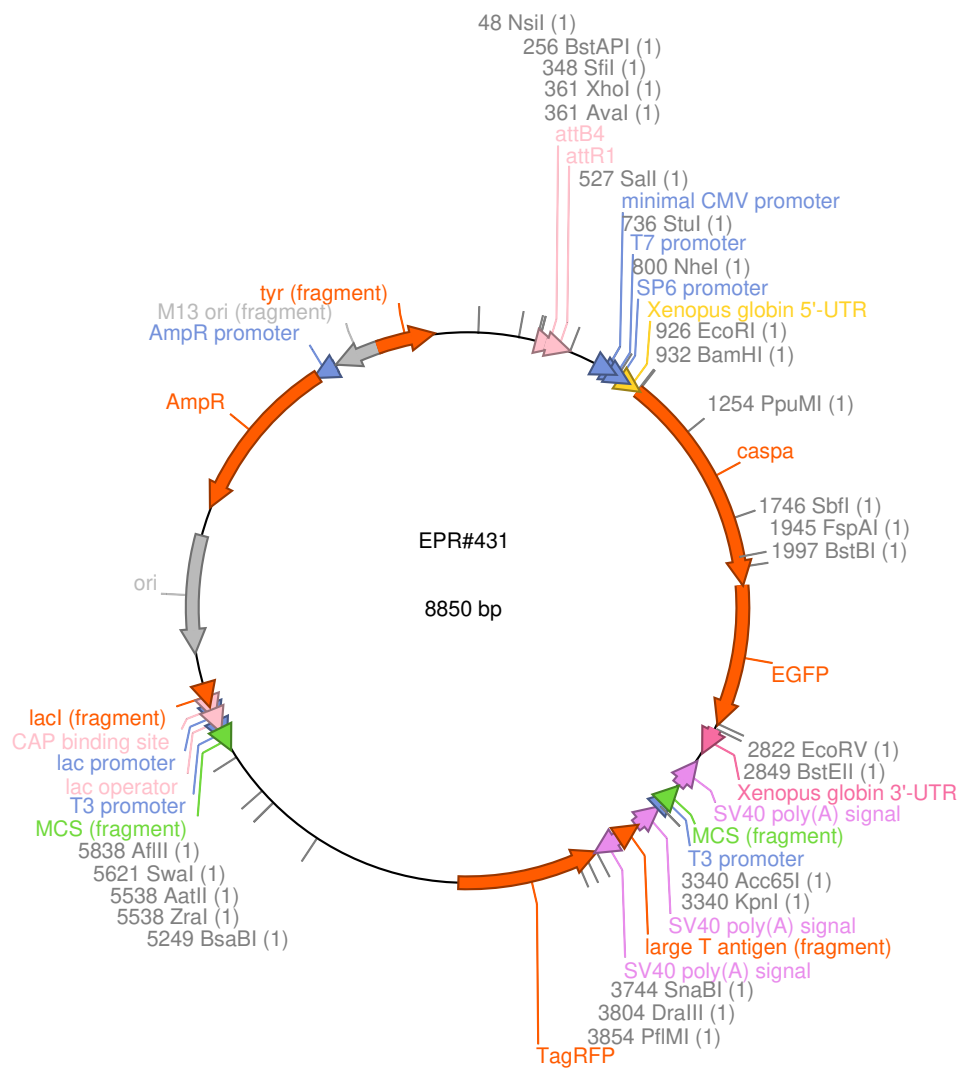 48 NsiI (1)
256 BstAPI (1)
348 SfiI (1)
361 XhoI (1)
361 AvaI (1)
attB4
attR1
527 SalI (1)
minimal CMV promoter
736 StuI (1)
T7 promoter
800 NheI (1)
SP6 promoter
Xenopus globin 5'-UTR
926 EcoRI (1)
932 BamHI (1)
1254 PpuMI (1)
caspa
1746 SbfI (1)
1945 FspAI (1)
1997 BstBI (1)
EGFP
2822 EcoRV (1)
2849 BstEII (1)
Xenopus globin 3'-UTR
SV40 poly(A) signal
MCS (fragment)
T3 promoter
3340 Acc65I (1)
3340 KpnI (1)
SV40 poly(A) signal
large T antigen (fragment)
SV40 poly(A) signal
3744 SnaBI (1)
3804 DraIII (1)
3854 PflMI (1)
TagRFP
5249 BsaBI (1)
5538 ZraI (1)
5538 AatII (1)
5621 SwaI (1)
5838 AflII (1)
MCS (fragment)
T3 promoter
lac operator
lac promoter
CAP binding site
lacI (fragment)
ori
AmpR
AmpR promoter
M13 ori (fragment)
tyr (fragment)
EPR#431
8850 bp